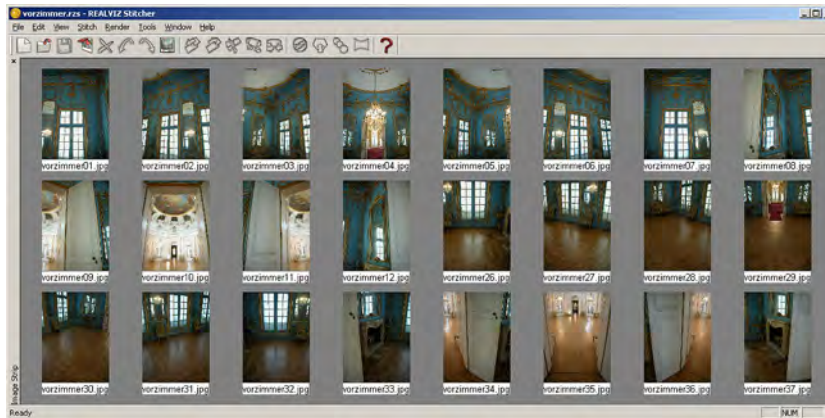 vorzimmer.rzs - REALVIZ Stitcher
File Edit View Stitch Render Tools Window Help
vorzimmer01.jpg vorzimmer02.jpg vorzimmer03.jpg vorzimmer04.jpg vorzimmer05.jpg vorzimmer06.jpg vorzimmer07.jpg vorzimmer08.jpg
vorzimmer09.jpg vorzimmer10.jpg vorzimmer11.jpg vorzimmer12.jpg vorzimmer26.jpg vorzimmer27.jpg vorzimmer28.jpg vorzimmer29.jpg
vorzimmer30.jpg vorzimmer31.jpg vorzimmer32.jpg vorzimmer33.jpg vorzimmer34.jpg vorzimmer35.jpg vorzimmer36.jpg vorzimmer37.jpg
Image Strip
Ready NUM